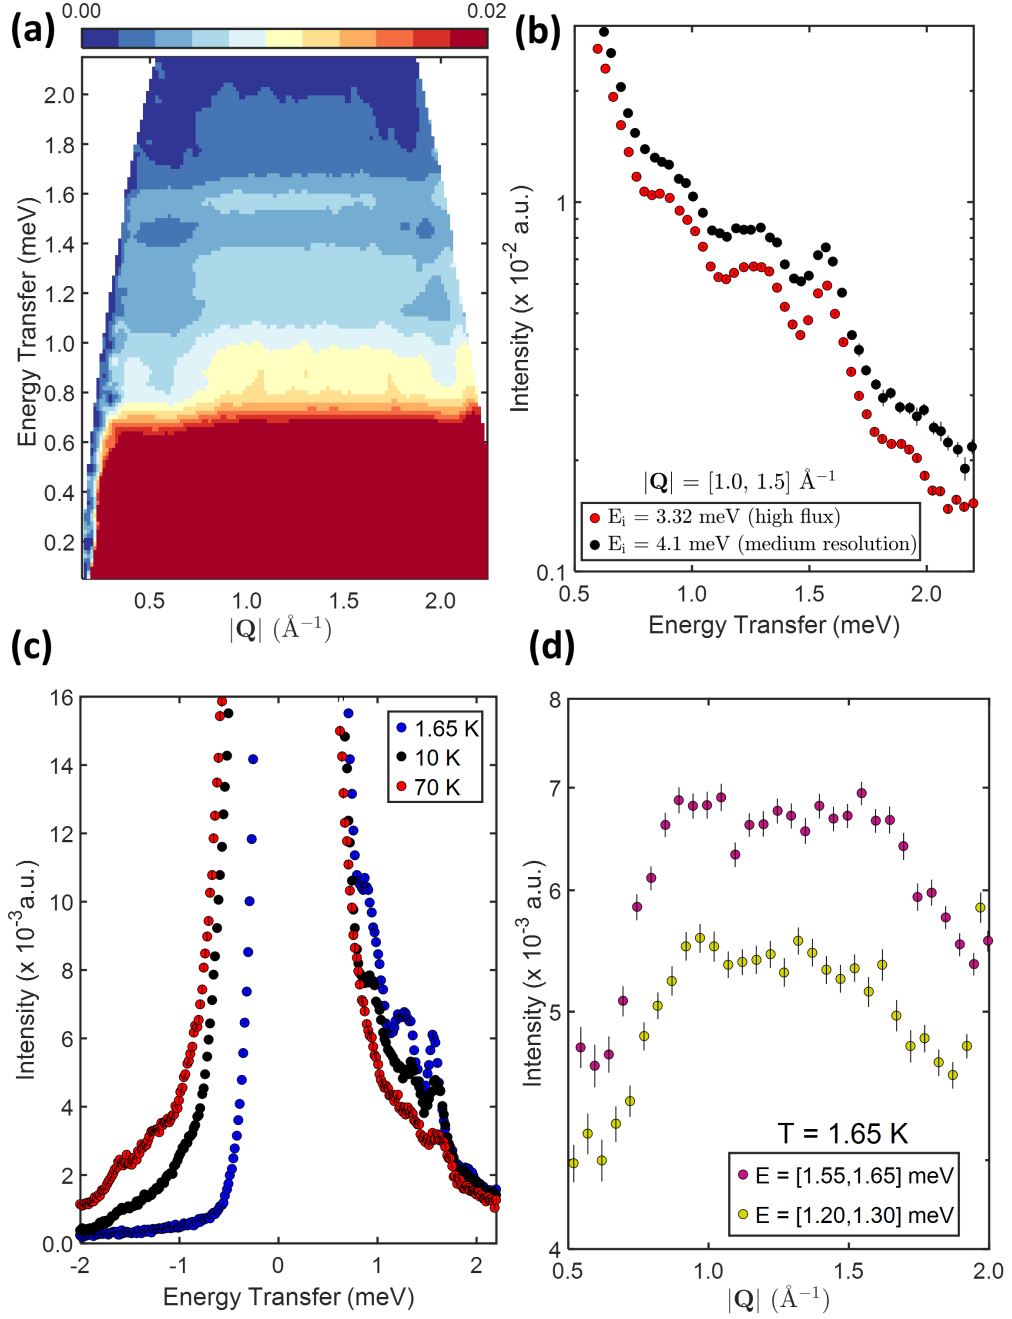 (a)
0.00
0.02
2.0
1.8
1.6
1.4
1.2
1.0
0.8
0.6
0.4
0.2
Energy Transfer (meV)
0.5
1.0
1.5
2.0
|Q| (Å⁻¹)
(b)
1
0.1
Intensity (x 10⁻² a.u.)
|Q| = [1.0, 1.5] Å⁻¹
Eᵢ = 3.32 meV (high flux)
Eᵢ = 4.1 meV (medium resolution)
0.5
1.0
1.5
2.0
Energy Transfer (meV)
(c)
16
14
12
10
8
6
4
2
0.0
Intensity (x 10⁻³a.u.)
1.65 K
10 K
70 K
-2
-1
0
1
2
Energy Transfer (meV)
(d)
8
7
6
5
4
Intensity (x 10⁻³ a.u.)
T = 1.65 K
E = [1.55,1.65] meV
E = [1.20,1.30] meV
0.5
1.0
1.5
2.0
|Q| (Å⁻¹)